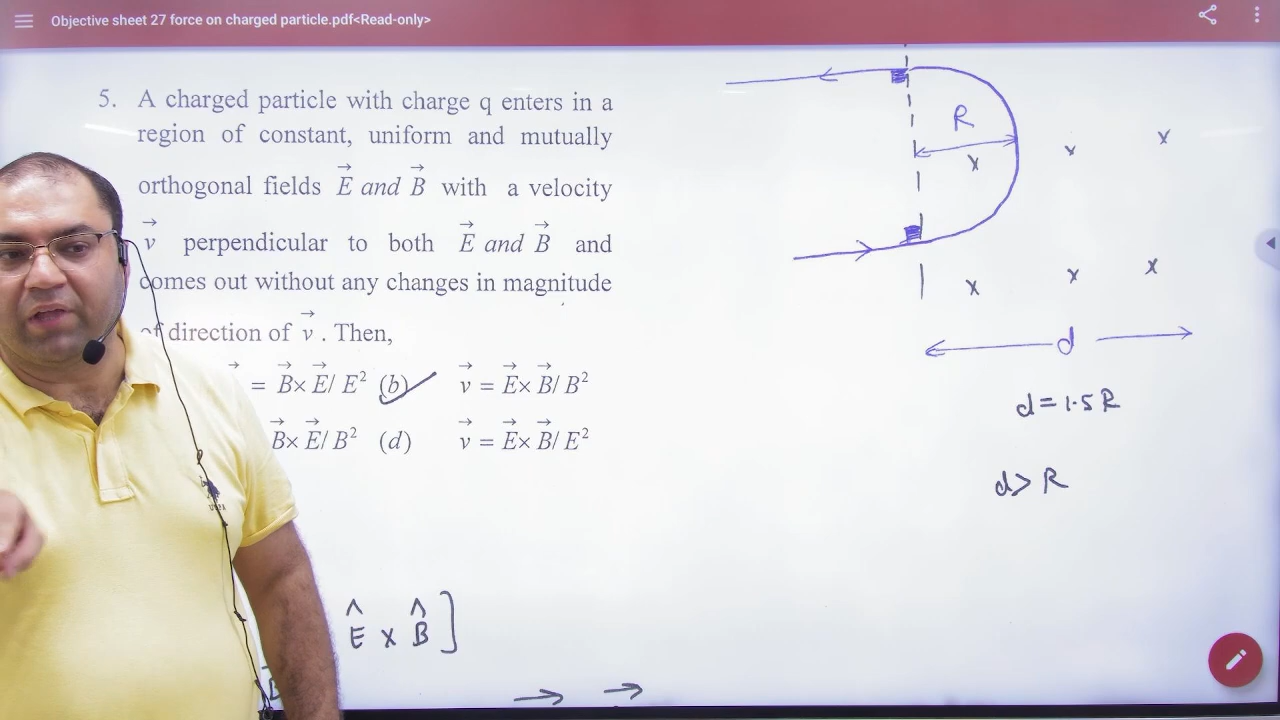 Objective sheet 27 force on charged particle.pdf<Read-only>
5. A charged particle with charge q enters in a
region of constant, uniform and mutually
orthogonal fields E⃗ and B⃗ with a velocity
v⃗ perpendicular to both E⃗ and B⃗ and
comes out without any changes in magnitude
of direction of v⃗ . Then,
= B⃗× E⃗/ E² (b) v⃗ = E⃗× B⃗/ B²
B⃗× E⃗/ B² (d) v⃗ = E⃗× B⃗/ E²
R
x x x
x x x
d
d = 1.5 R
d > R
Ê x B̂ ]